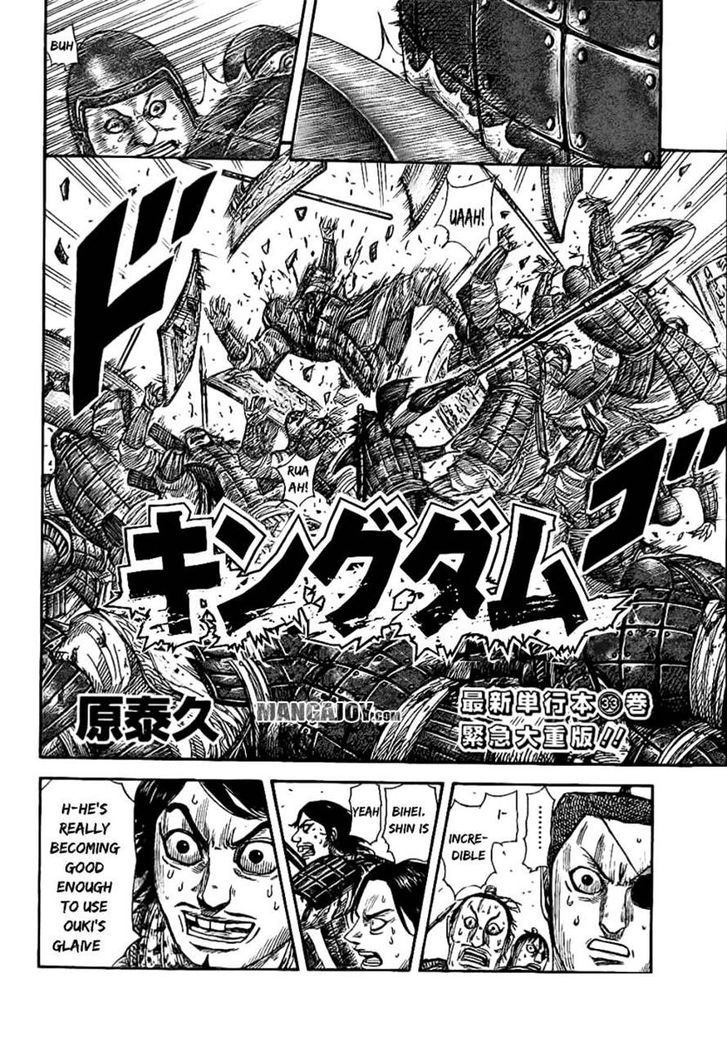 BUH
UAAH!
ド
ゴ
RUA
AH!
キングダム
原泰久
MANGAJOY.com
最新単行本33巻
緊急大重版!!
.........
I-
INCRE-
DIBLE
BIHEI.
SHIN IS
YEAH
H-HE'S
REALLY
BECOMING
GOOD
ENOUGH
TO USE
OUKI'S
GLAIVE